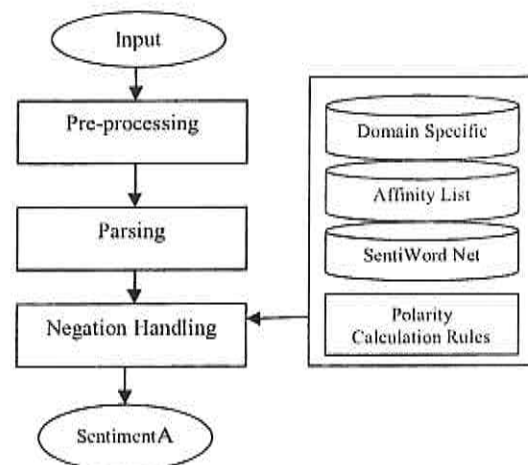 Input
Pre-processing
Parsing
Negation Handling
SentimentA
Domain Specific
Affinity List
SentiWord Net
Polarity
Calculation Rules